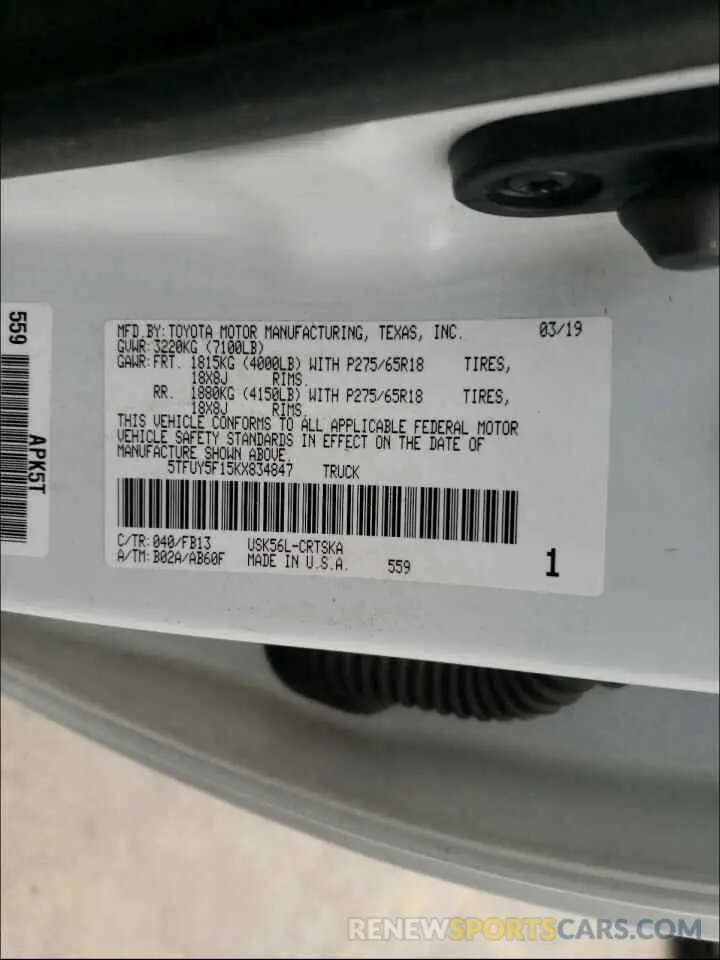 MFD BY: TOYOTA MOTOR MANUFACTURING, TEXAS, INC. 03/19
GVWR: 3220KG (7100LB)
GAWR: FRT. 1815KG (4000LB) WITH P275/65R18 TIRES,
18X8J RIMS.
RR. 1880KG (4150LB) WITH P275/65R18 TIRES,
18X8J RIMS.
THIS VEHICLE CONFORMS TO ALL APPLICABLE FEDERAL MOTOR
VEHICLE SAFETY STANDARDS IN EFFECT ON THE DATE OF
MANUFACTURE SHOWN ABOVE.
5TFUY5F15KX834847 TRUCK
C/TR: 040/FB13 USK56L-CRTSKA
A/TM: B02A/AB60F MADE IN U.S.A. 559 1
559
APK5T
RENEWSPORTSCARS.COM